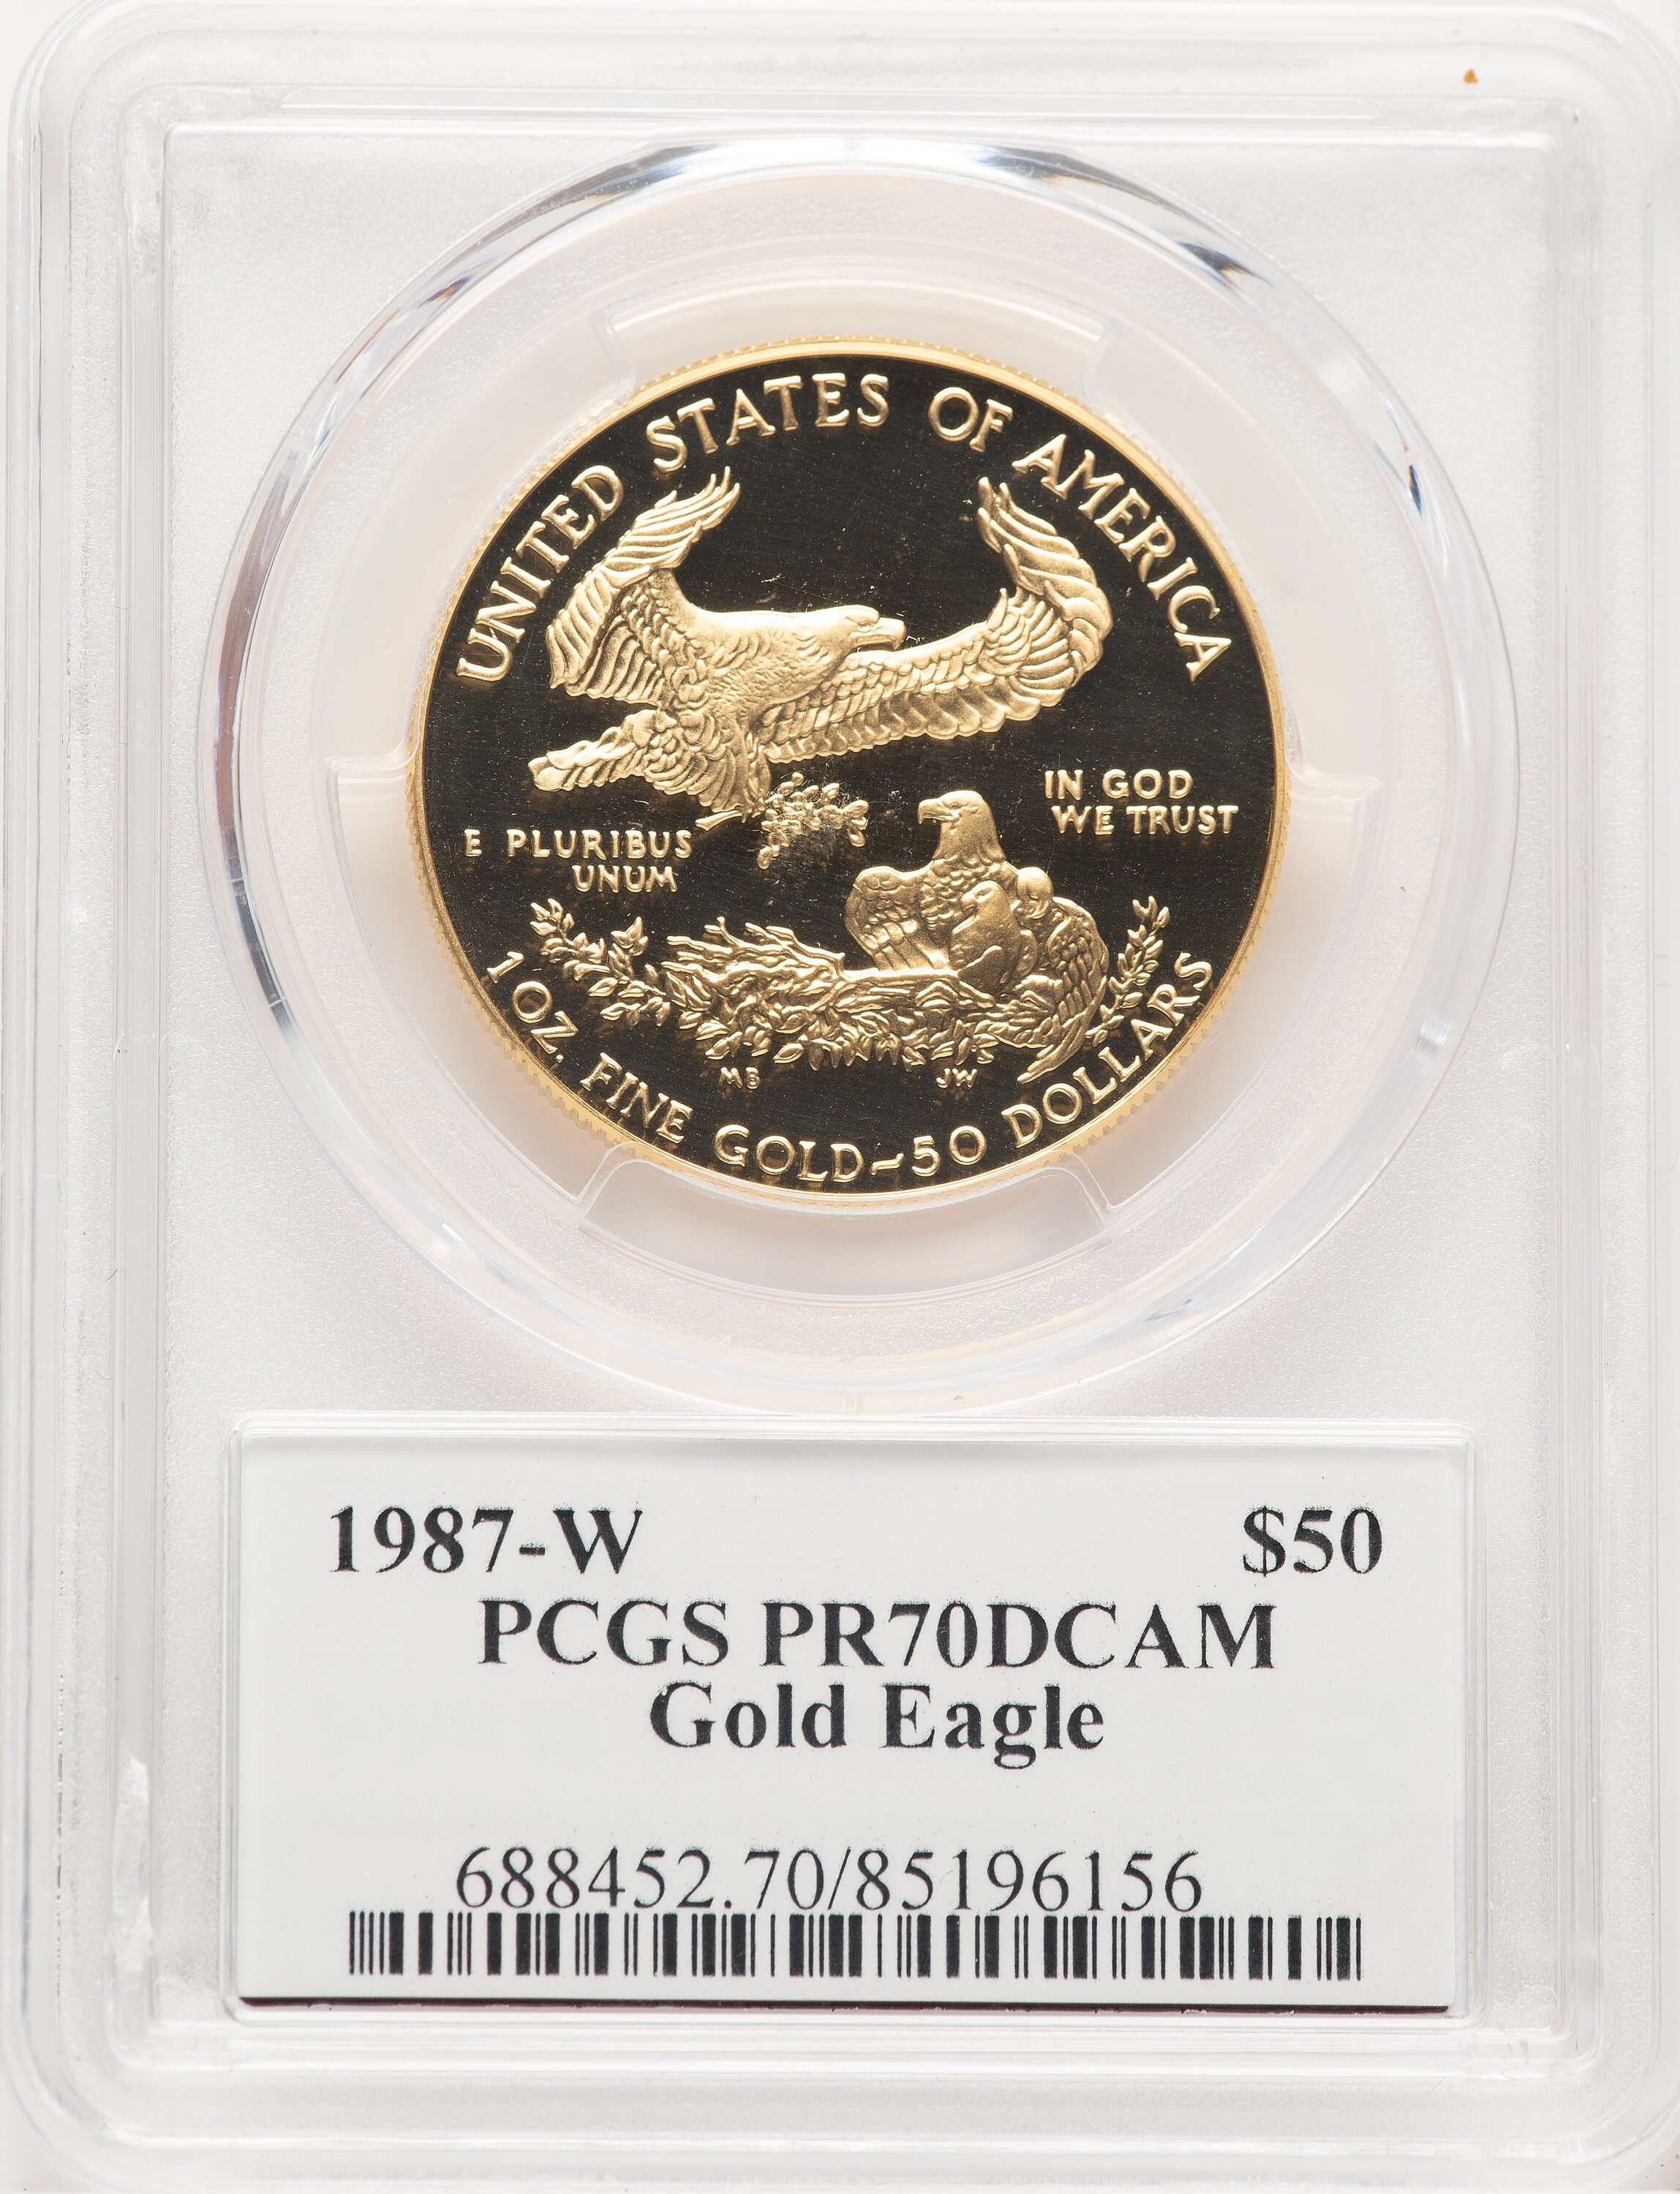 UNITED STATES OF AMERICA
IN GOD
WE TRUST
E PLURIBUS
UNUM
MB JW
1 OZ. FINE GOLD~50 DOLLARS
1987-W $50
PCGS PR70DCAM
Gold Eagle
688452.70/85196156